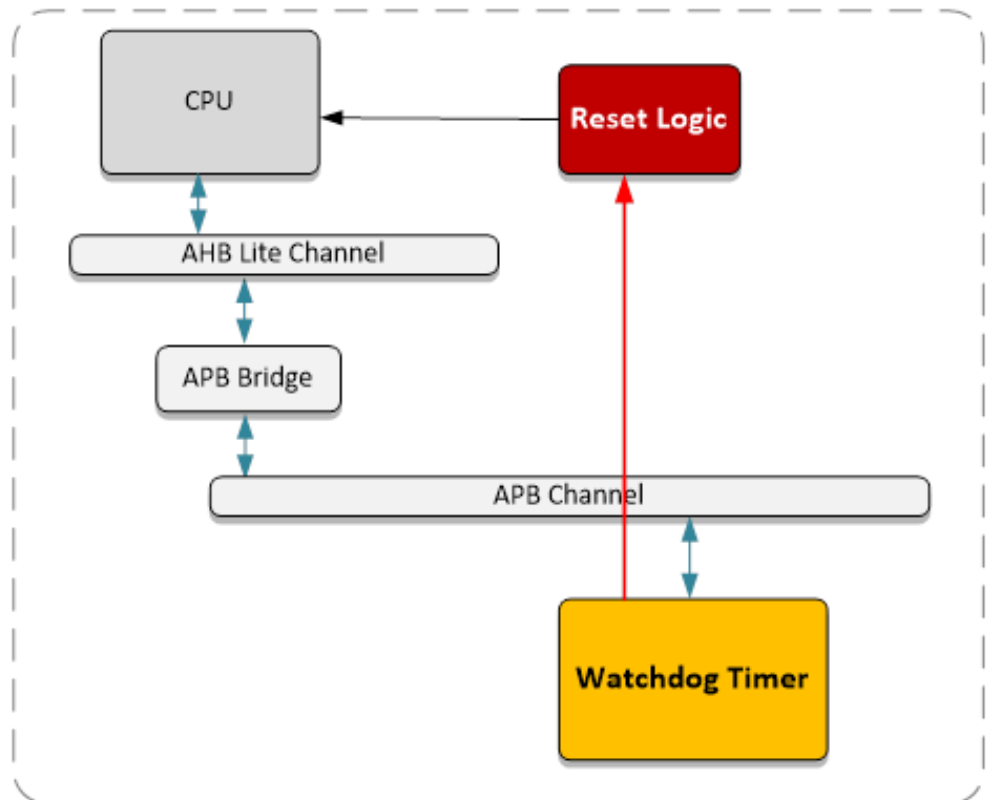 CPU
Reset Logic
AHB Lite Channel
APB Bridge
APB Channel
Watchdog Timer